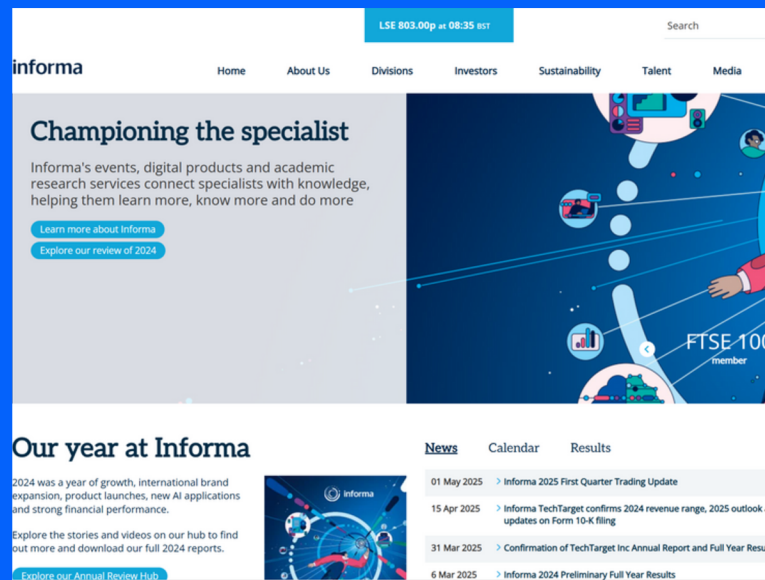 LSE 803.00p at 08:35 BST
Search
informa
Home
About Us
Divisions
Investors
Sustainability
Talent
Media
Championing the specialist
Informa's events, digital products and academic
research services connect specialists with knowledge,
helping them learn more, know more and do more
Learn more about Informa
Explore our review of 2024
FTSE 100
member
Our year at Informa
2024 was a year of growth, international brand
expansion, product launches, new AI applications
and strong financial performance.
Explore the stories and videos on our hub to find
out more and download our full 2024 reports.
Explore our Annual Review Hub
informa
News
Calendar
Results
01 May 2025
Informa 2025 First Quarter Trading Update
15 Apr 2025
Informa TechTarget confirms 2024 revenue range, 2025 outlook
updates on Form 10-K filing
31 Mar 2025
Confirmation of TechTarget Inc Annual Report and Full Year Resu
6 Mar 2025
Informa 2024 Preliminary Full Year Results